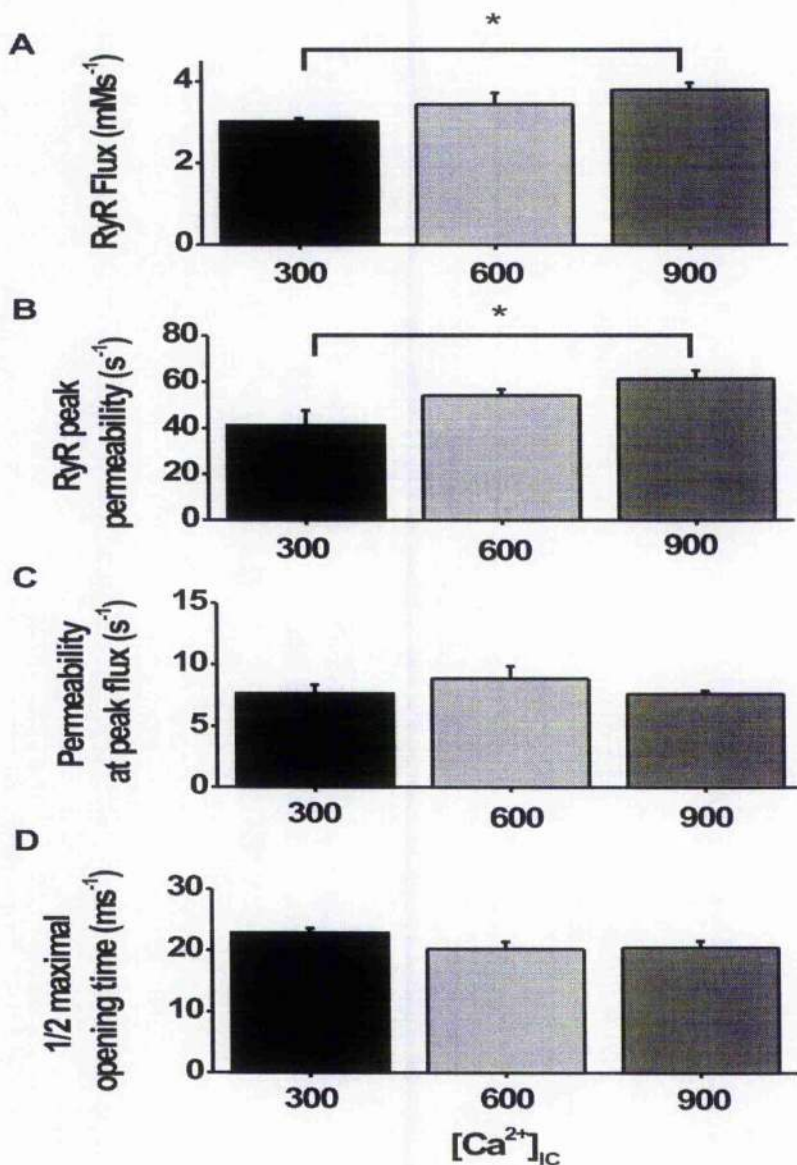 A
*
RyR Flux (mMs⁻¹)
4
2
0
300 600 900
B
*
RyR peak
permeability (s⁻¹)
80
60
40
20
0
300 600 900
C
Permeability
at peak flux (s⁻¹)
15
10
5
0
300 600 900
D
1/2 maximal
opening time (ms⁻¹)
30
20
10
0
300 600 900
[Ca²⁺]IC